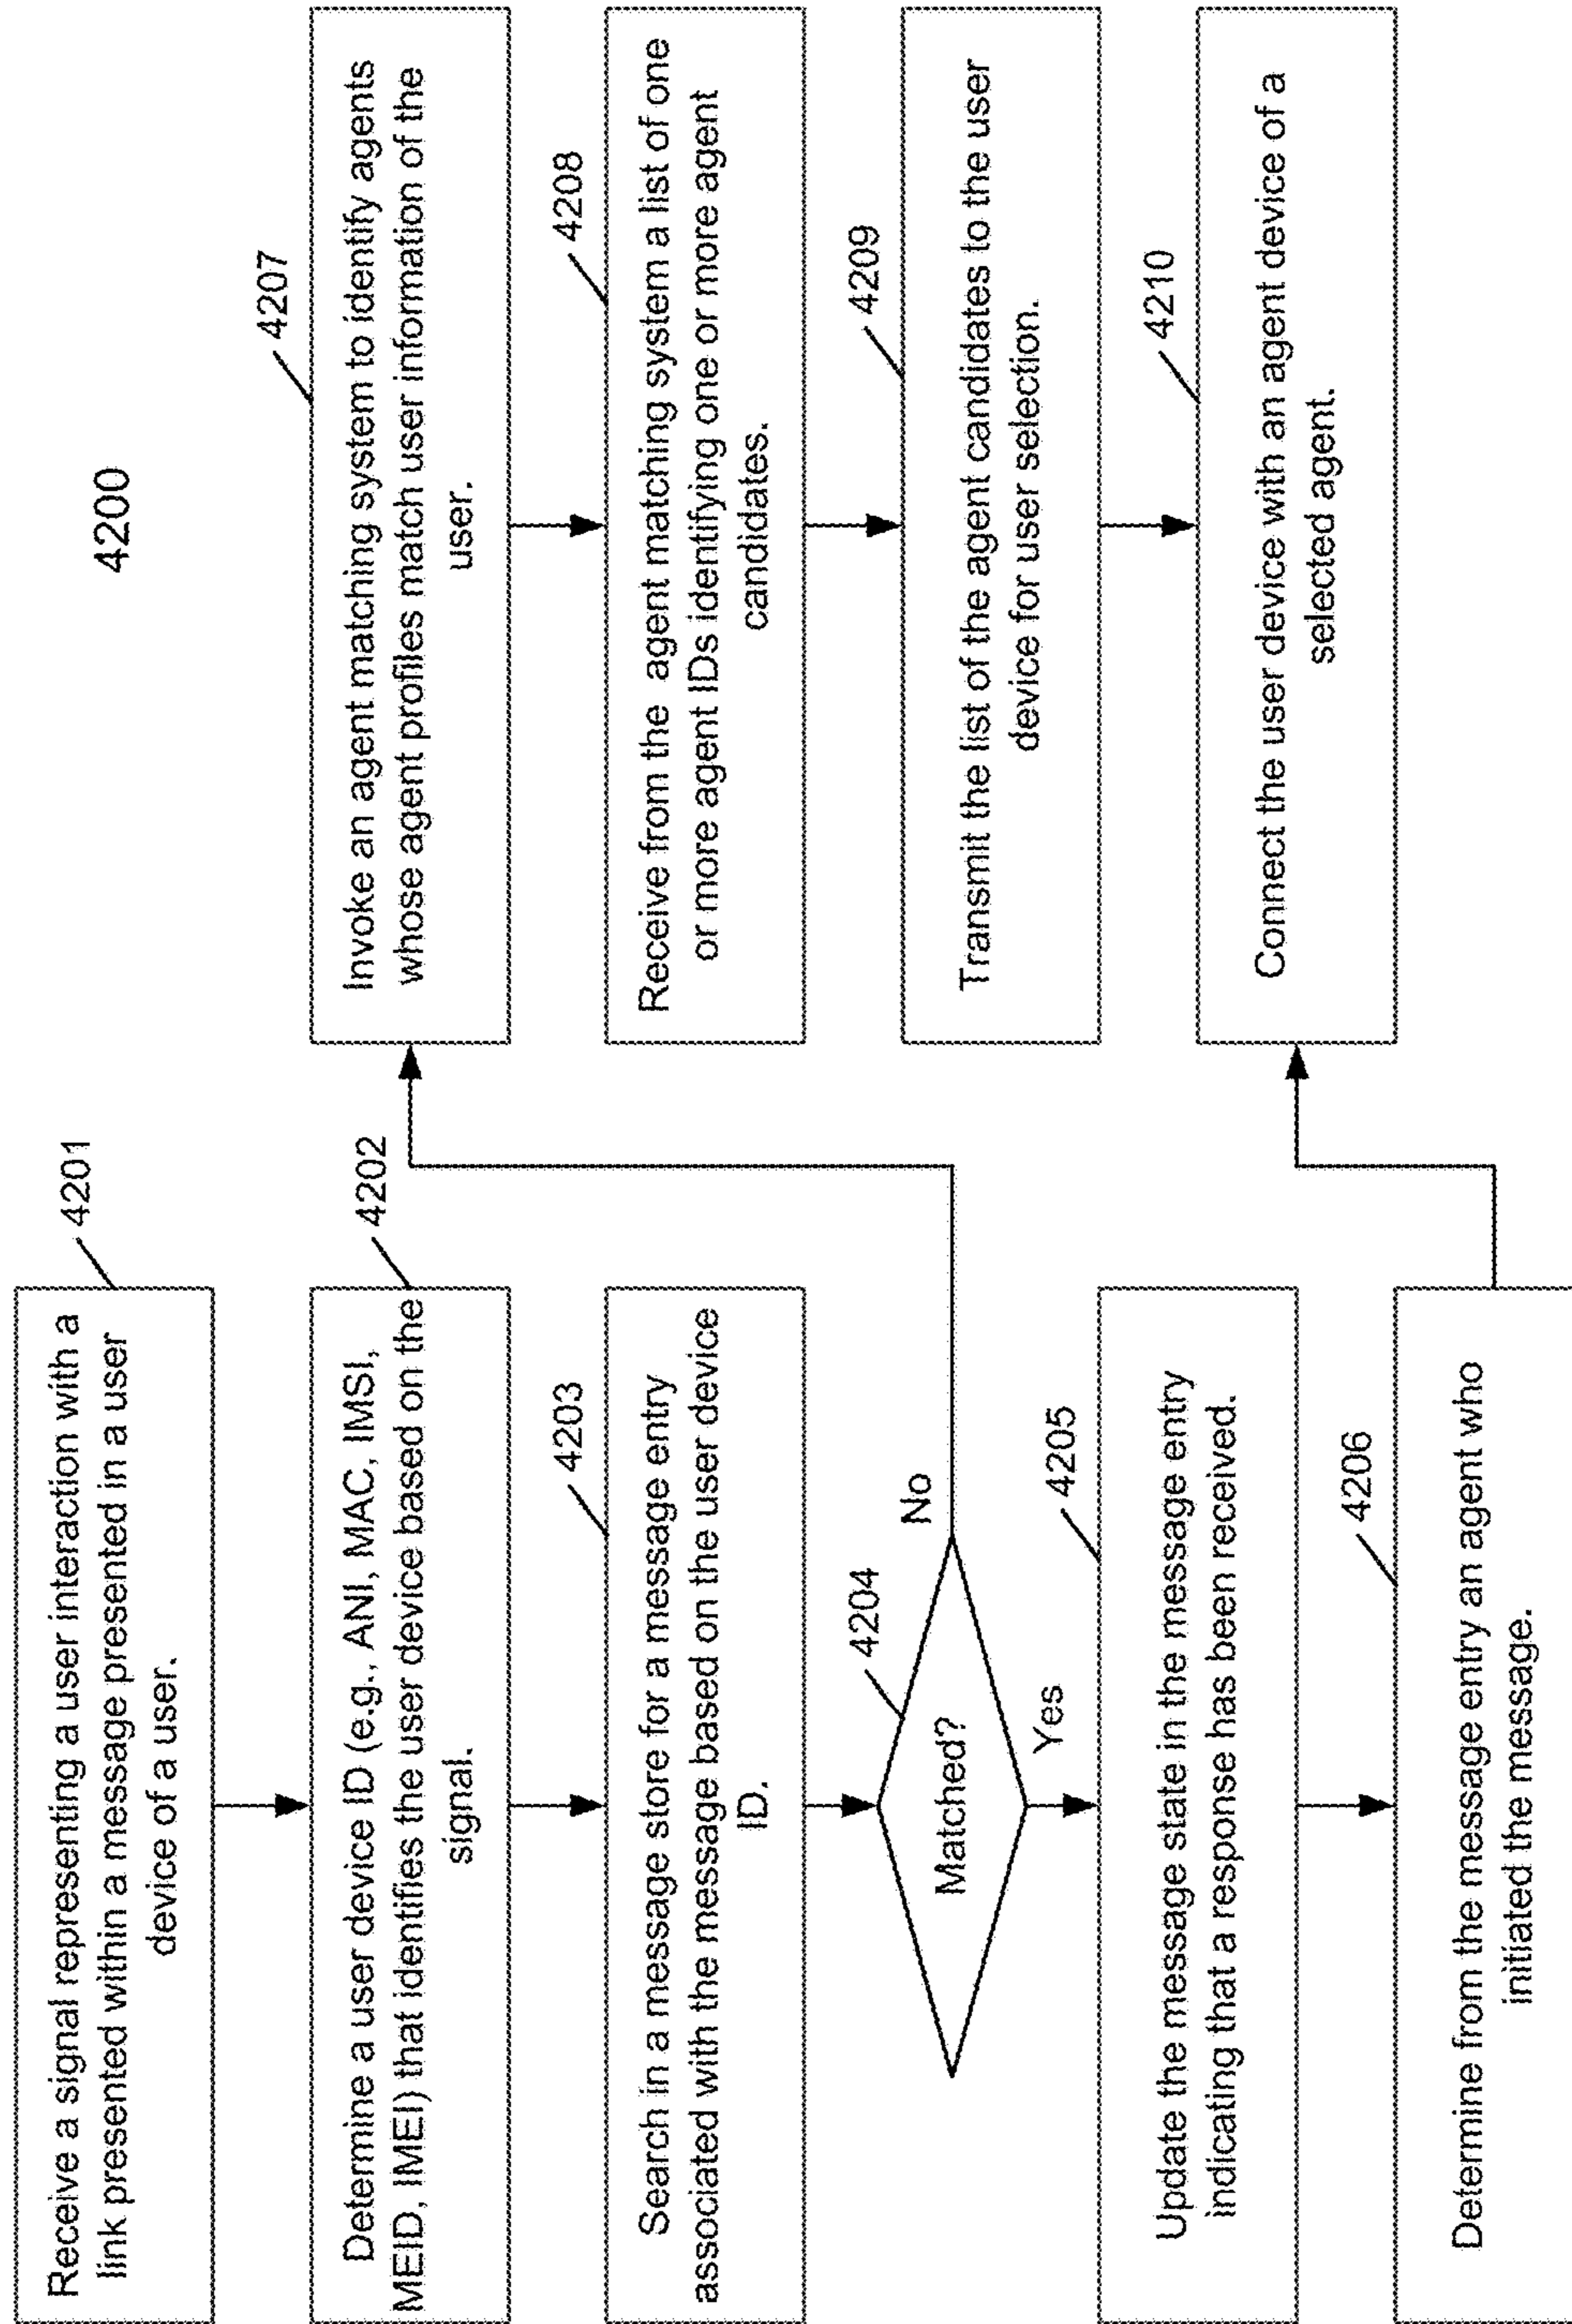 4200
4201
Receive a signal representing a user interaction with a
link presented within a message presented in a user
device of a user.
4202
Determine a user device ID (e.g., ANI, MAC, IMSI,
MEID, IMEI) that identifies the user device based on the
signal.
4203
Search in a message store for a message entry
associated with the message based on the user device
ID.
4204
Matched?
No
Yes
4205
Update the message state in the message entry
indicating that a response has been received.
4206
Determine from the message entry an agent who
initiated the message.
4207
Invoke an agent matching system to identify agents
whose agent profiles match user information of the
user.
4208
Receive from the agent matching system a list of one
or more agent IDs identifying one or more agent
candidates.
4209
Transmit the list of the agent candidates to the user
device for user selection.
4210
Connect the user device with an agent device of a
selected agent.